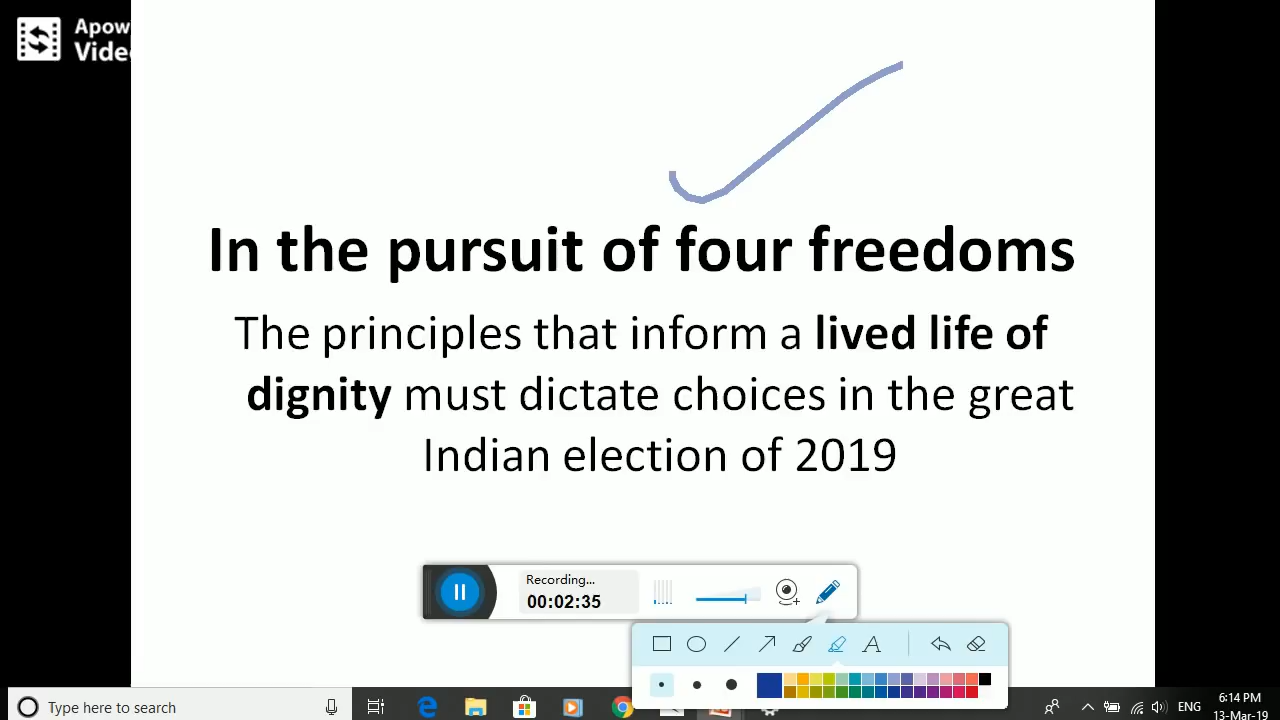 Apow
Vide
In the pursuit of four freedoms
The principles that inform a lived life of
dignity must dictate choices in the great
Indian election of 2019
Recording...
00:02:35
A
Type here to search
ENG
6:14 PM
13-Mar-19